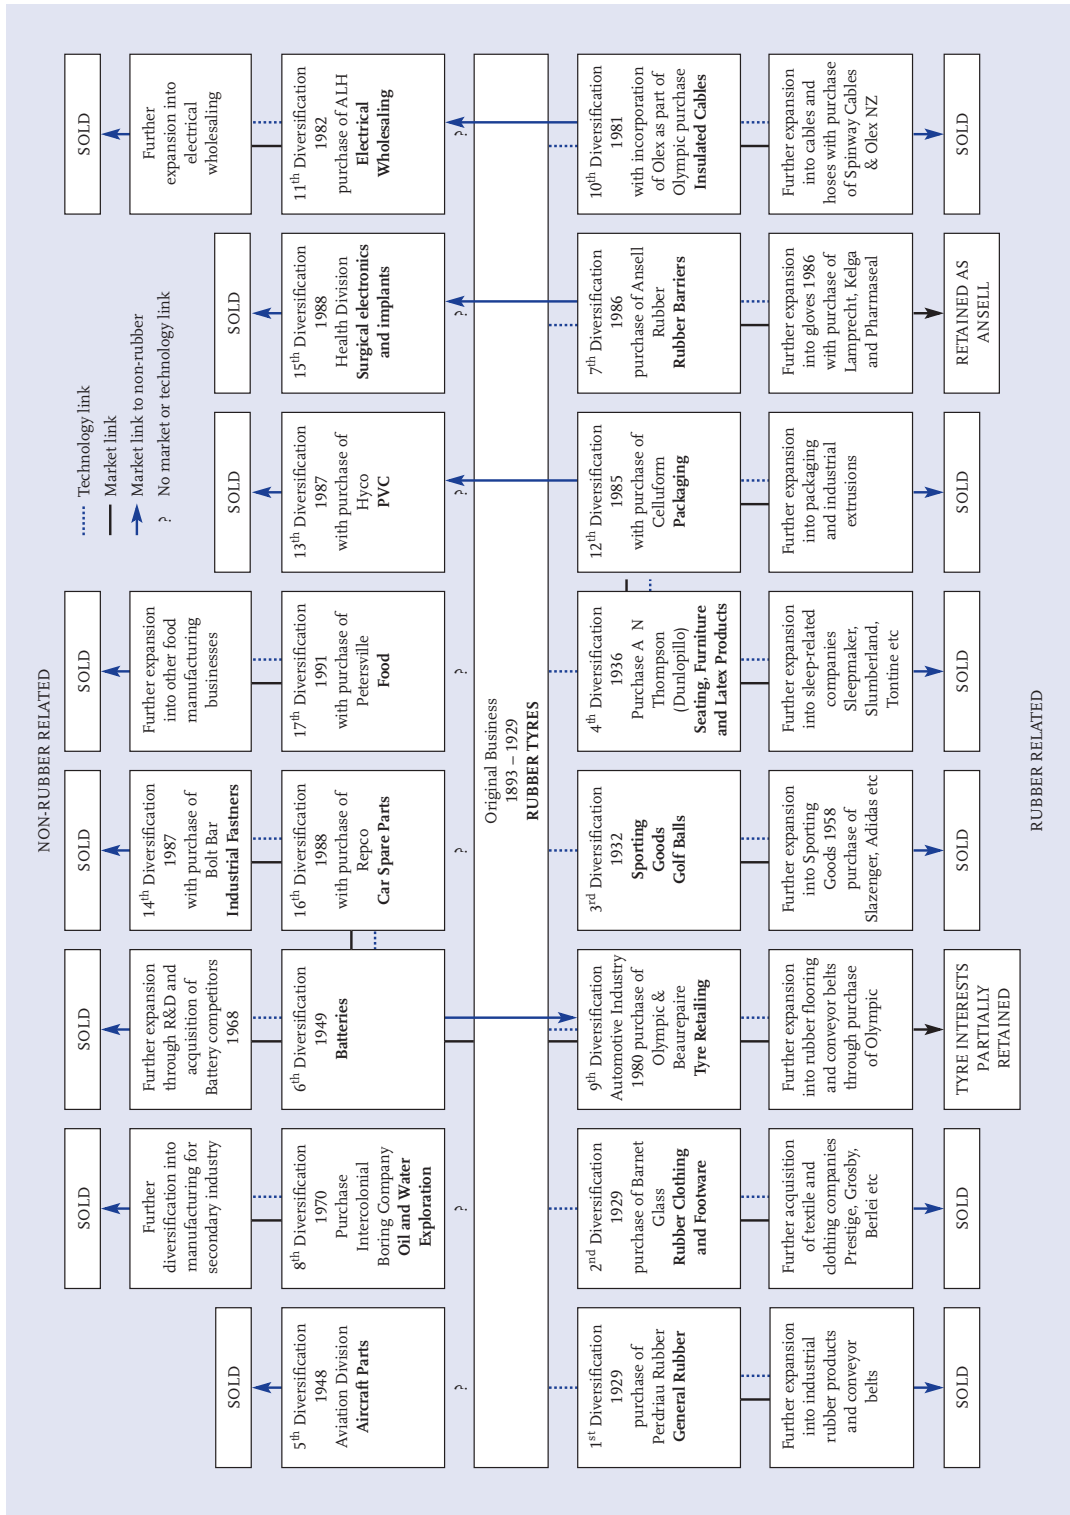 NON-RUBBER RELATED
Technology link
Market link
Market link to non-rubber
? No market or technology link
SOLD
SOLD
SOLD
SOLD
SOLD
SOLD
SOLD
SOLD
Further
diversification into
manufacturing for
secondary industry
Further expansion
through R&D and
acquisition of
Battery competitors
1968
14th Diversification
1987
with purchase of
Bolt Bar
Industrial Fastners
Further expansion
into other food
manufacturing
businesses
Further
expansion into
electrical
wholesaling
5th Diversification
1948
Aviation Division
Aircraft Parts
8th Diversification
1970
Purchase
Intercolonial
Boring Company
Oil and Water
Exploration
6th Diversification
1949
Batteries
16th Diversification
1988
with purchase of
Repco
Car Spare Parts
17th Diversification
1991
with purchase of
Petersville
Food
13th Diversification
1987
with purchase of
Hyco
PVC
15th Diversification
1988
Health Division
Surgical electronics
and implants
11th Diversification
1982
purchase of ALH
Electrical
Wholesaling
?
?
?
?
?
?
?
Original Business
1893 – 1929
RUBBER TYRES
1st Diversification
1929
purchase of
Perdriau Rubber
General Rubber
2nd Diversification
1929
purchase of Barnet
Glass
Rubber Clothing
and Footware
9th Diversification
Automotive Industry
1980 purchase of
Olympic &
Beaurepaire
Tyre Retailing
3rd Diversification
1932
Sporting
Goods
Golf Balls
4th Diversification
1936
Purchase A N
Thompson
(Dunlopillo)
Seating, Furniture
and Latex Products
12th Diversification
1985
with purchase of
Celluform
Packaging
7th Diversification
1986
purchase of Ansell
Rubber
Rubber Barriers
10th Diversification
1981
with incorporation
of Olex as part of
Olympic purchase
Insulated Cables
Further expansion
into industrial
rubber products
and conveyor
belts
Further acquisition
of textile and
clothing companies
Prestige, Grosby,
Berlei etc
Further expansion
into rubber flooring
and conveyor belts
through purchase
of Olympic
Further expansion
into Sporting
Goods 1958
purchase of
Slazenger, Adidas etc
Further expansion
into sleep-related
companies
Sleepmaker,
Slumberland,
Tontine etc
Further expansion
into packaging
and industrial
extrusions
Further expansion
into gloves 1986
with purchase of
Lamprecht, Kelga
and Pharmaseal
Further expansion
into cables and
hoses with purchase
of Spinway Cables
& Olex NZ
SOLD
SOLD
TYRE INTERESTS
PARTIALLY
RETAINED
SOLD
SOLD
SOLD
RETAINED AS
ANSELL
SOLD
RUBBER RELATED